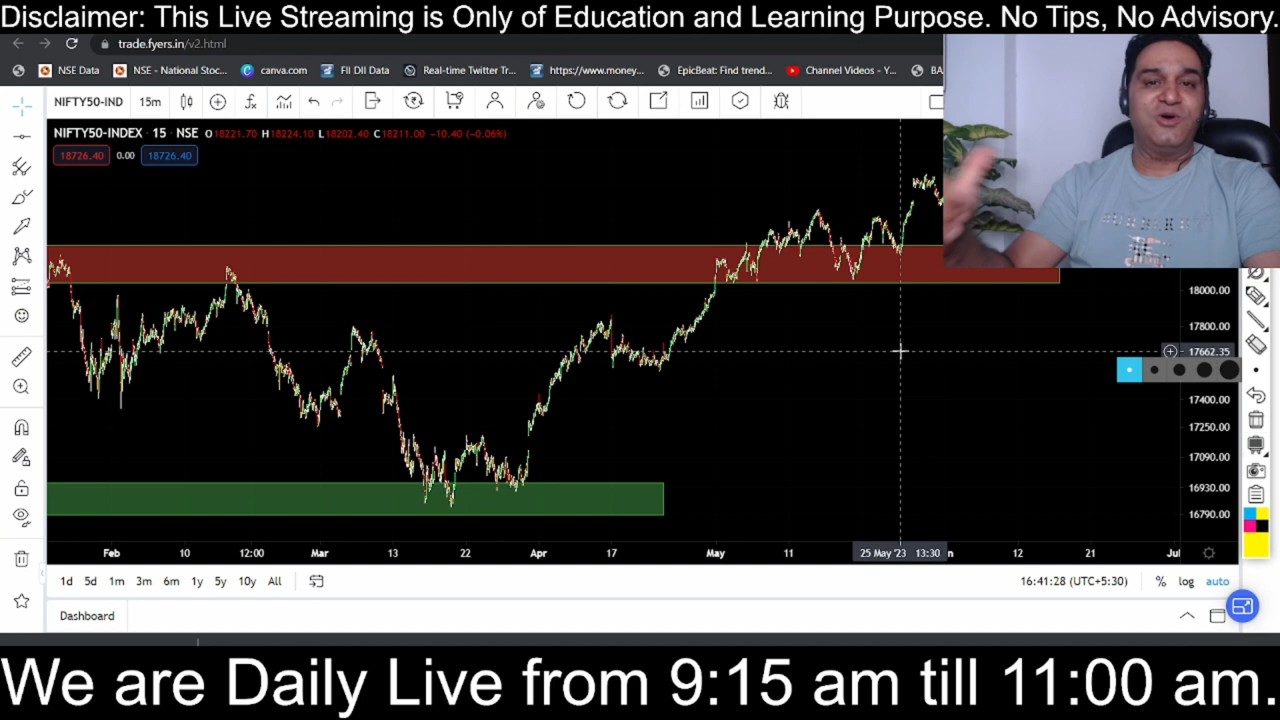 Disclaimer: This Live Streaming is Only of Education and Learning Purpose. No Tips, No Advisory.
trade.fyers.in/v2.html
NSE Data NSE - National Stoc... canva.com FII DII Data Real-time Twitter Tr... https://www.money... EpicBeat: Find trend... Channel Videos - Y... BA
NIFTY50-IND 15m
NIFTY50-INDEX · 15 · NSE O18221.70 H18224.10 L18202.40 C18211.00 -10.40 (-0.06%)
18726.40 0.00 18726.40
18000.00
17800.00
17662.35
17400.00
17250.00
17090.00
16930.00
16790.00
Feb 10 12:00 Mar 13 22 Apr 17 May 11 25 May '23 13:30 n 12 21 Jul
1d 5d 1m 3m 6m 1y 5y 10y All 16:41:28 (UTC+5:30) % log auto
Dashboard
We are Daily Live from 9:15 am till 11:00 am.